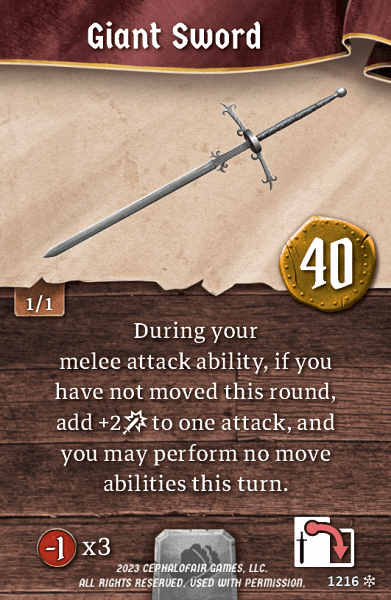 Giant Sword
40
1/1
During your
melee attack ability, if you
have not moved this round,
add +2 to one attack, and
you may perform no move
abilities this turn.
-1 x3
2023 CEPHALOFAIR GAMES, LLC.
ALL RIGHTS RESERVED. USED WITH PERMISSION.
1216